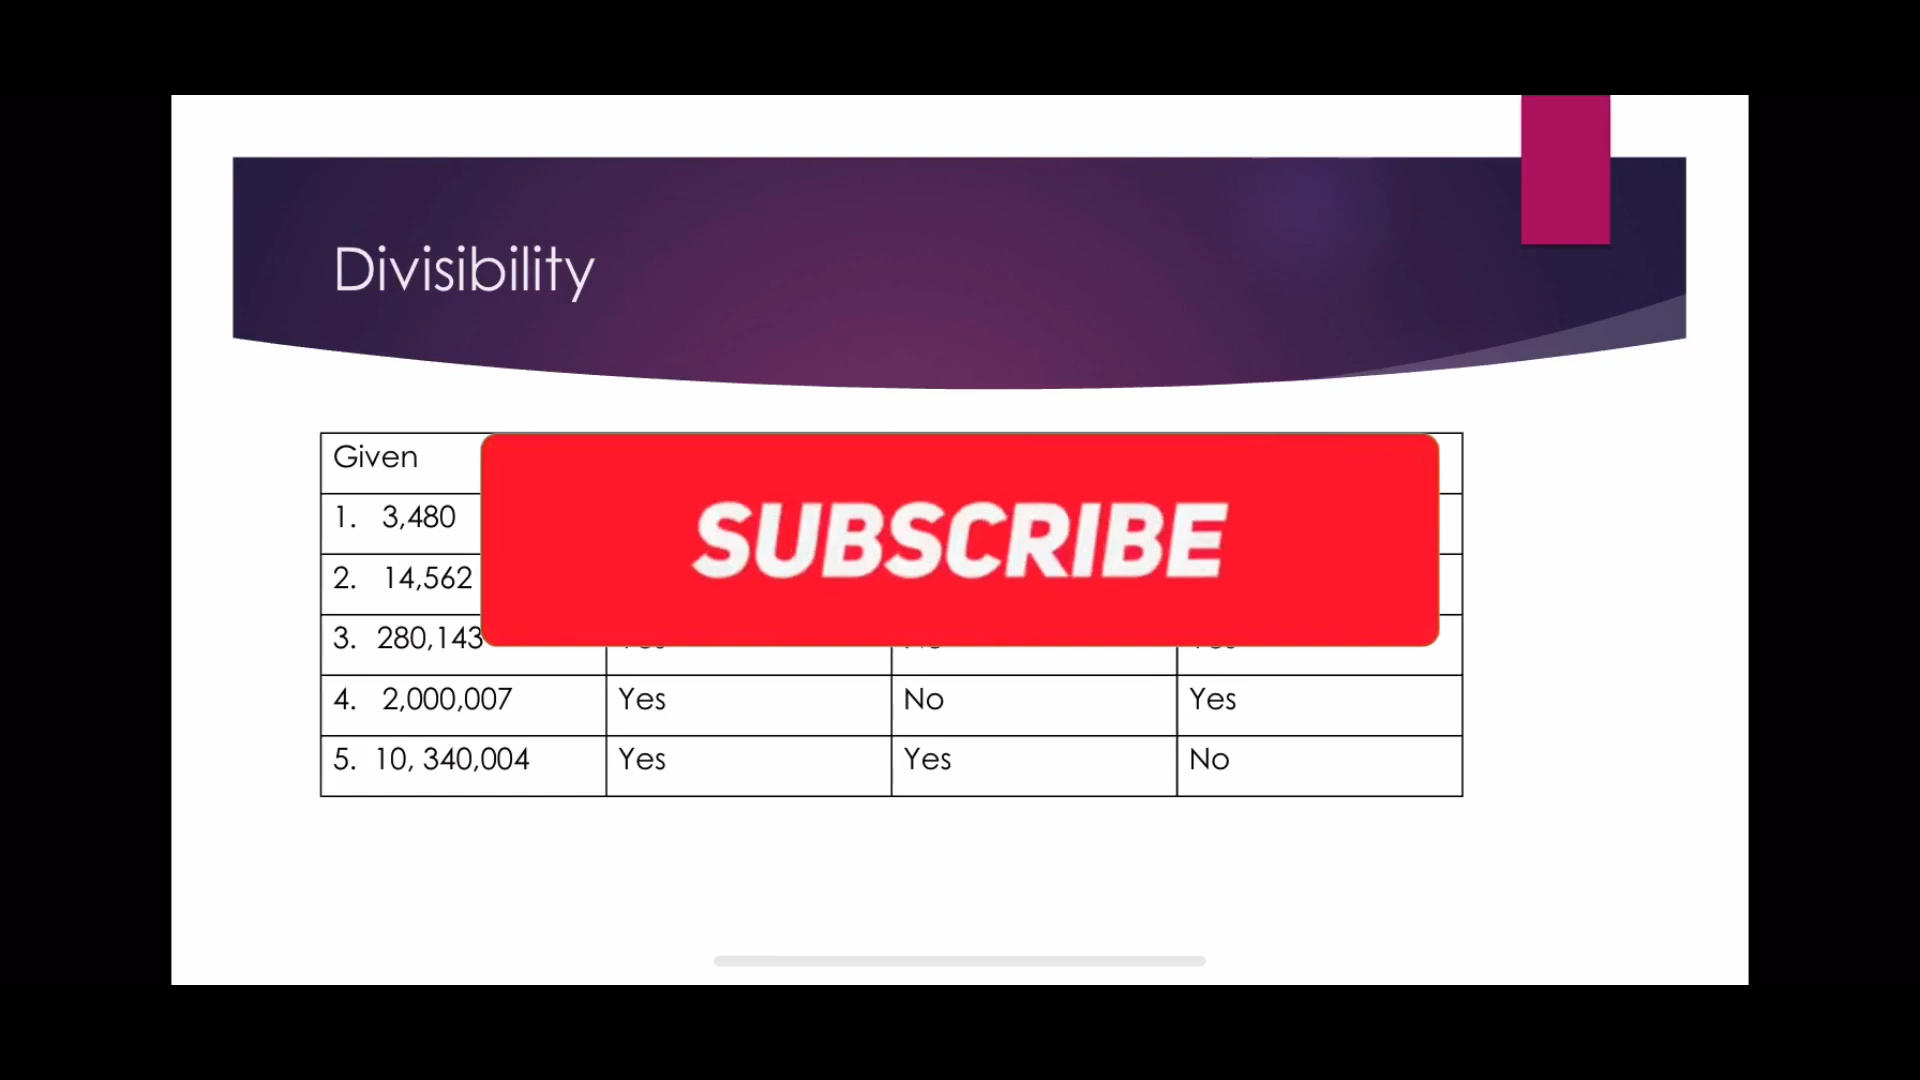 Divisibility
Given
1. 3,480
SUBSCRIBE
2. 14,562
3. 280,143
4. 2,000,007 Yes No Yes
5. 10, 340,004 Yes Yes No